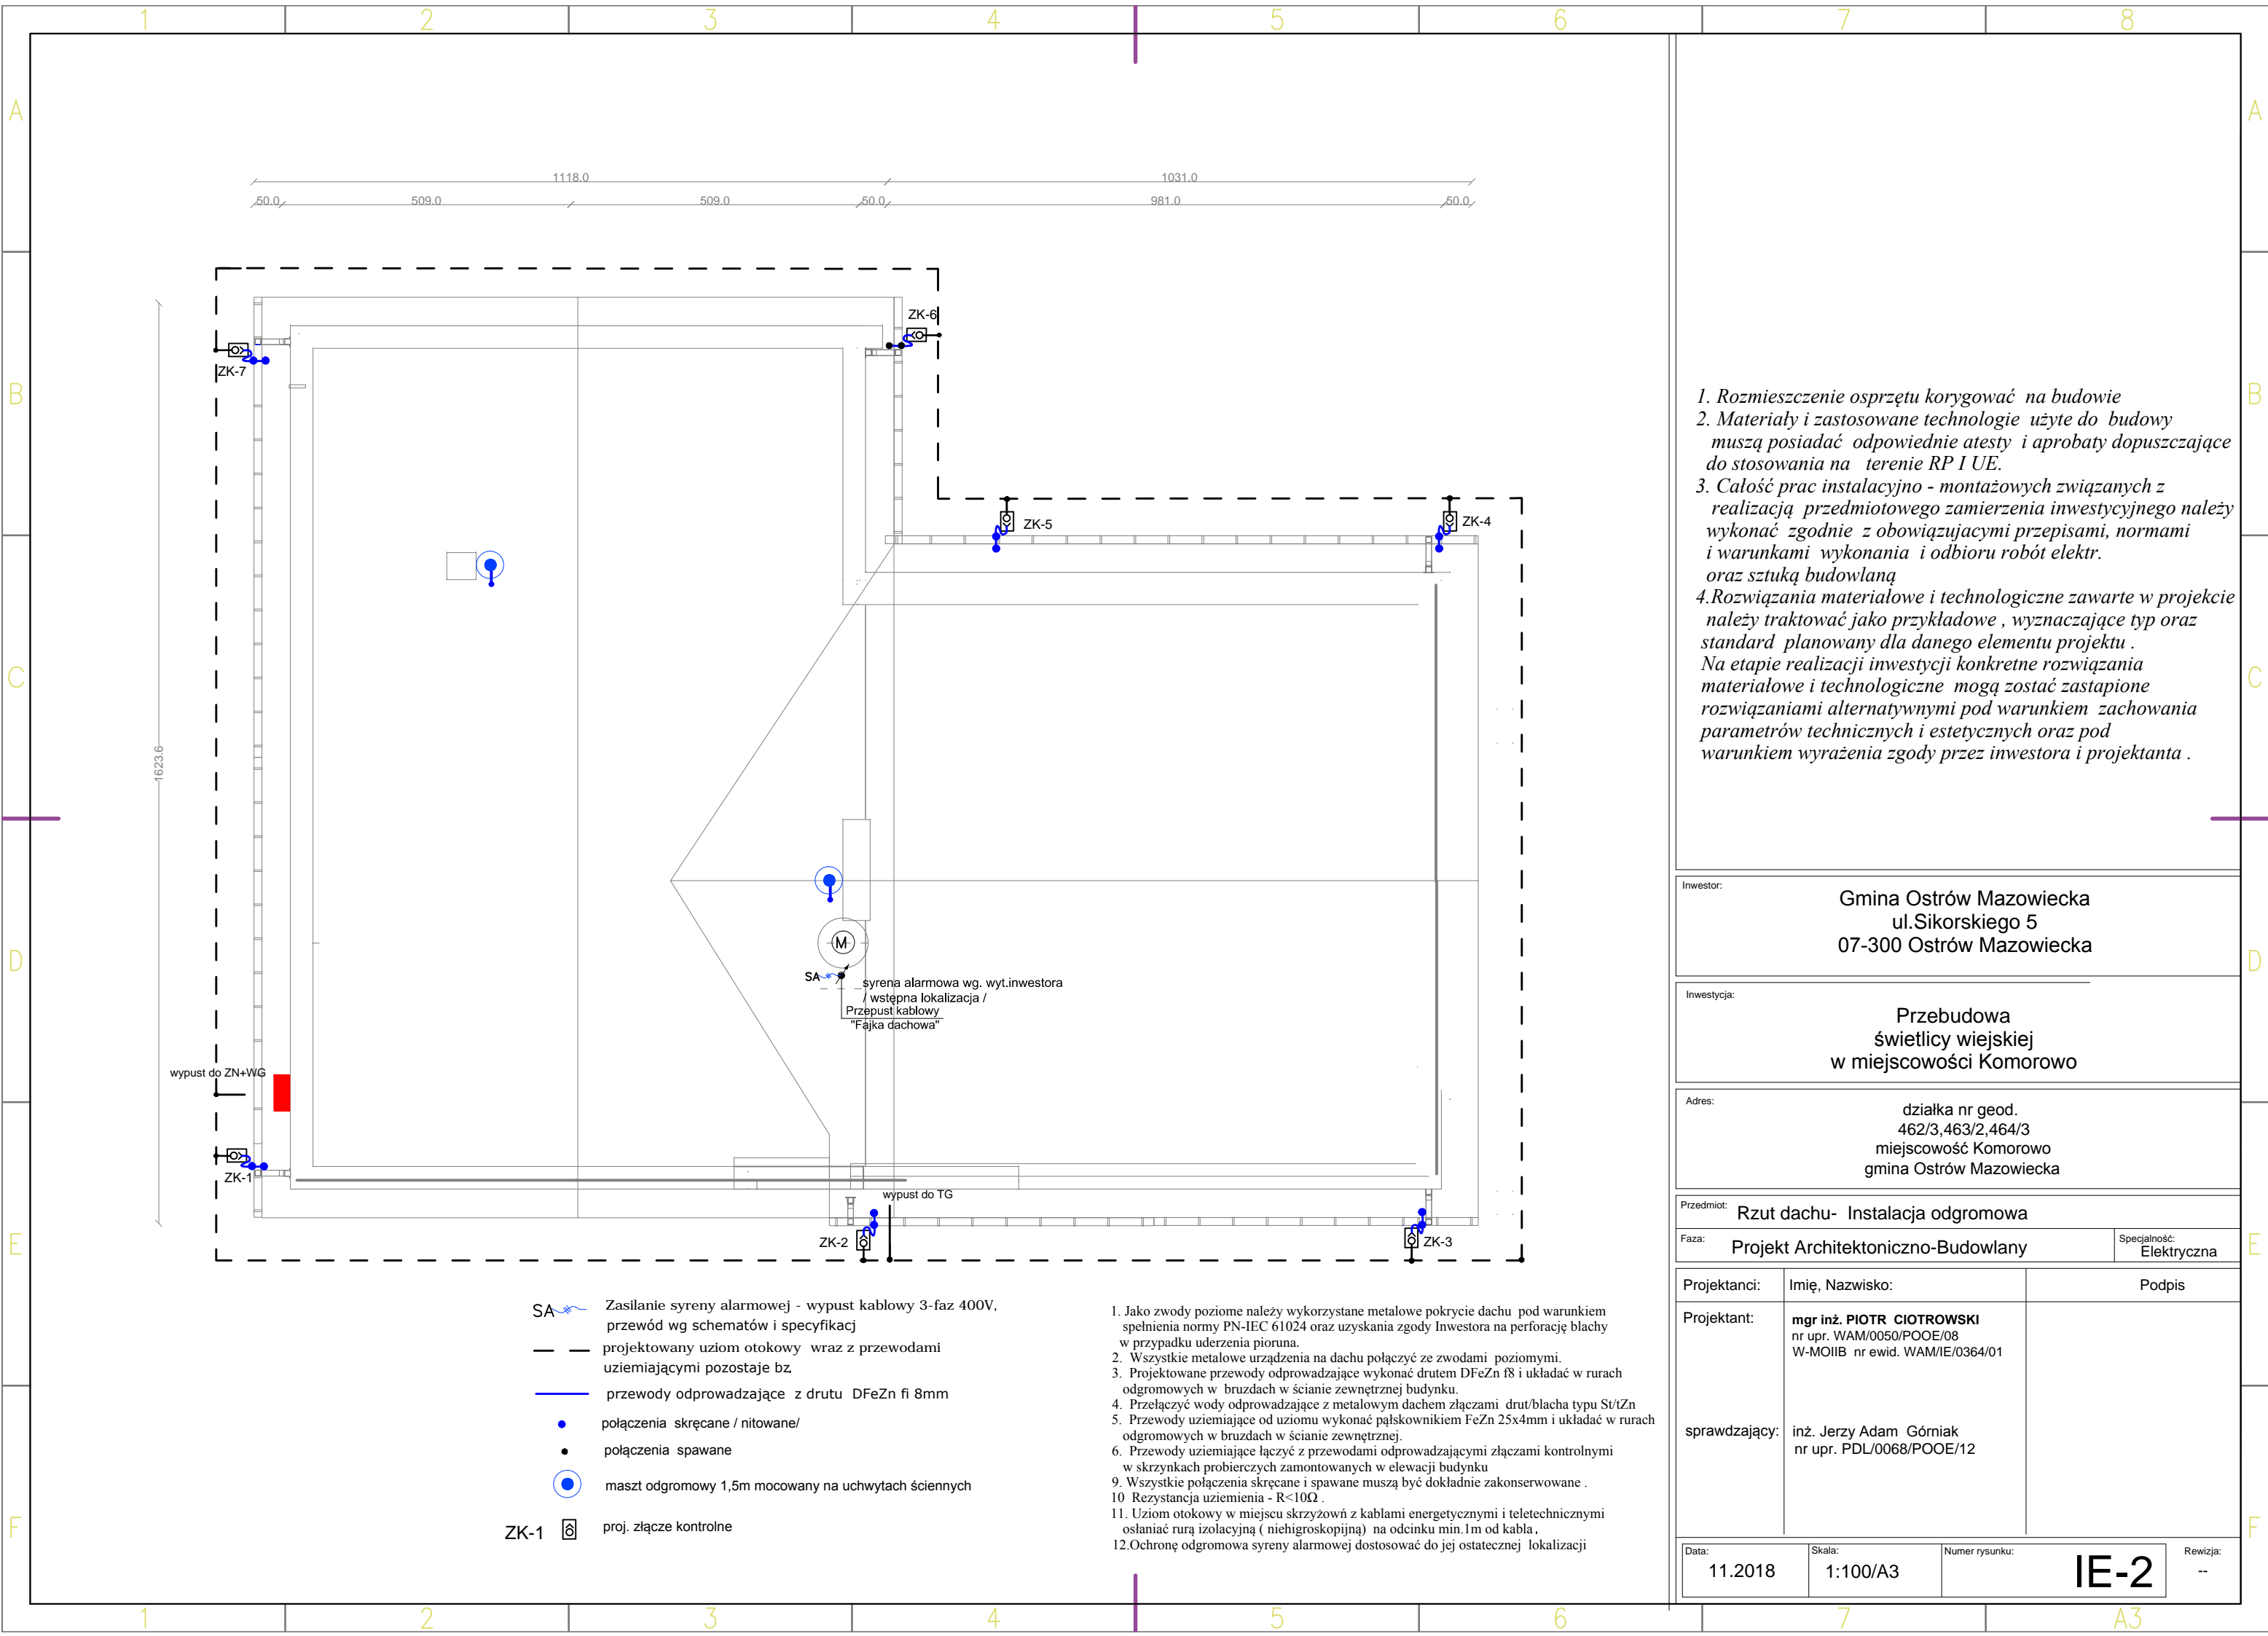 1 2 3 4 5 6 7 8
A A
B B
C C
D D
E E
F F
1118.0 1031.0
50.0 509.0 509.0 50.0 981.0 50.0
1623.6
ZK-6
ZK-7
ZK-5
ZK-4
M
SA
syrena alarmowa wg. wyt.inwestora
/ wstępna lokalizacja /
Przepust kablowy
"Fajka dachowa"
wypust do ZN+WG
ZK-1
wypust do TG
ZK-2
ZK-3
SA Zasilanie syreny alarmowej - wypust kablowy 3-faz 400V,
przewód wg schematów i specyfikacj
projektowany uziom otokowy wraz z przewodami
uziemiającymi pozostaje bz,
przewody odprowadzające z drutu DFeZn fi 8mm
połączenia skręcane / nitowane/
połączenia spawane
maszt odgromowy 1,5m mocowany na uchwytach ściennych
ZK-1 proj. złącze kontrolne
1. Jako zwody poziome należy wykorzystane metalowe pokrycie dachu pod warunkiem
spełnienia normy PN-IEC 61024 oraz uzyskania zgody Inwestora na perforację blachy
w przypadku uderzenia pioruna.
2. Wszystkie metalowe urządzenia na dachu połączyć ze zwodami poziomymi.
3. Projektowane przewody odprowadzające wykonać drutem DFeZn f8 i układać w rurach
odgromowych w bruzdach w ścianie zewnętrznej budynku.
4. Przełączyć wody odprowadzające z metalowym dachem złączami drut/blacha typu St/tZn
5. Przewody uziemiające od uziomu wykonać pąłskownikiem FeZn 25x4mm i układać w rurach
odgromowych w bruzdach w ścianie zewnętrznej.
6. Przewody uziemiające łączyć z przewodami odprowadzającymi złączami kontrolnymi
w skrzynkach probierczych zamontowanych w elewacji budynku
9. Wszystkie połączenia skręcane i spawane muszą być dokładnie zakonserwowane .
10 Rezystancja uziemienia - R<10Ω .
11. Uziom otokowy w miejscu skrzyżowń z kablami energetycznymi i teletechnicznymi
osłaniać rurą izolacyjną ( niehigroskopijną) na odcinku min.1m od kabla ,
12.Ochronę odgromowa syreny alarmowej dostosować do jej ostatecznej lokalizacji
1. Rozmieszczenie osprzętu korygować na budowie
2. Materiały i zastosowane technologie użyte do budowy
muszą posiadać odpowiednie atesty i aprobaty dopuszczające
do stosowania na terenie RP I UE.
3. Całość prac instalacyjno - montażowych związanych z
realizacją przedmiotowego zamierzenia inwestycyjnego należy
wykonać zgodnie z obowiązujacymi przepisami, normami
i warunkami wykonania i odbioru robót elektr.
oraz sztuką budowlaną
4.Rozwiązania materiałowe i technologiczne zawarte w projekcie
należy traktować jako przykładowe , wyznaczające typ oraz
standard planowany dla danego elementu projektu .
Na etapie realizacji inwestycji konkretne rozwiązania
materiałowe i technologiczne mogą zostać zastapione
rozwiązaniami alternatywnymi pod warunkiem zachowania
parametrów technicznych i estetycznych oraz pod
warunkiem wyrażenia zgody przez inwestora i projektanta .
Inwestor:
Gmina Ostrów Mazowiecka
ul.Sikorskiego 5
07-300 Ostrów Mazowiecka
Inwestycja:
Przebudowa
świetlicy wiejskiej
w miejscowości Komorowo
Adres:
działka nr geod.
462/3,463/2,464/3
miejscowość Komorowo
gmina Ostrów Mazowiecka
Przedmiot: Rzut dachu- Instalacja odgromowa
Faza: Projekt Architektoniczno-Budowlany Specjalność: Elektryczna
Projektanci: Imię, Nazwisko: Podpis
Projektant: mgr inż. PIOTR CIOTROWSKI
nr upr. WAM/0050/POOE/08
W-MOIIB nr ewid. WAM/IE/0364/01
sprawdzający: inż. Jerzy Adam Górniak
nr upr. PDL/0068/POOE/12
Data: Skala: Numer rysunku: Rewizja:
11.2018 1:100/A3 IE-2 --
1 2 3 4 5 6 7 A3